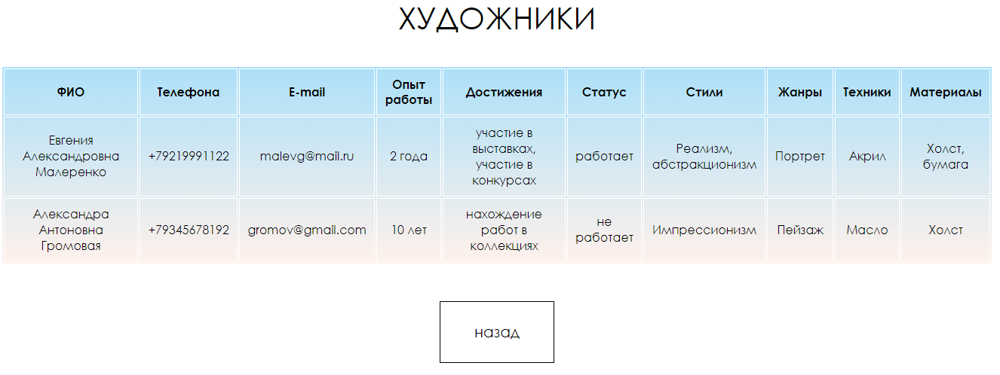 ХУДОЖНИКИ
ФИО Телефона E-mail Опыт работы Достижения Статус Стили Жанры Техники Материалы
Евгения Александровна Малеренко +79219991122 malevg@mail.ru 2 года участие в выставках, участие в конкурсах работает Реализм, абстракционизм Портрет Акрил Холст, бумага
Александра Антоновна Громовая +79345678192 gromov@gmail.com 10 лет нахождение работ в коллекциях не работает Импрессионизм Пейзаж Масло Холст
назад